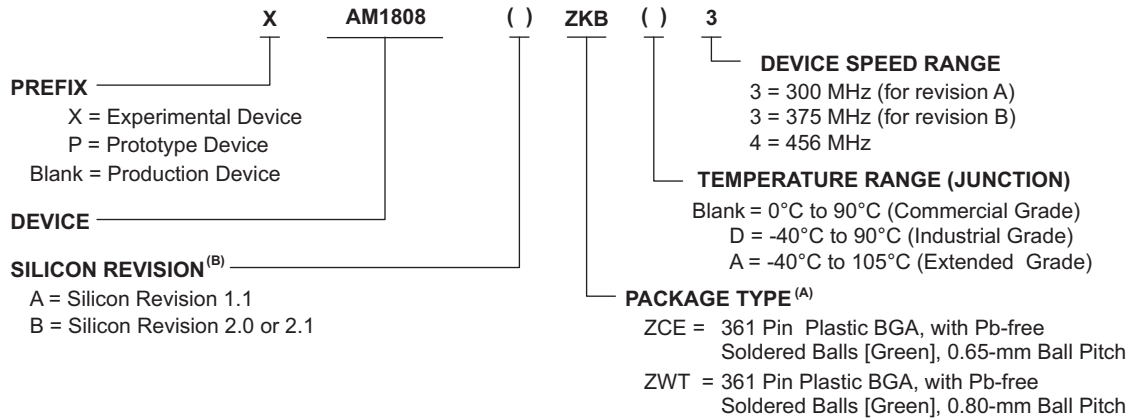 X AM1808 ( ) ZKB ( ) 3
PREFIX
X = Experimental Device
P = Prototype Device
Blank = Production Device
DEVICE
SILICON REVISION(B)
A = Silicon Revision 1.1
B = Silicon Revision 2.0 or 2.1
DEVICE SPEED RANGE
3 = 300 MHz (for revision A)
3 = 375 MHz (for revision B)
4 = 456 MHz
TEMPERATURE RANGE (JUNCTION)
Blank = 0°C to 90°C (Commercial Grade)
D = -40°C to 90°C (Industrial Grade)
A = -40°C to 105°C (Extended Grade)
PACKAGE TYPE(A)
ZCE = 361 Pin Plastic BGA, with Pb-free
Soldered Balls [Green], 0.65-mm Ball Pitch
ZWT = 361 Pin Plastic BGA, with Pb-free
Soldered Balls [Green], 0.80-mm Ball Pitch